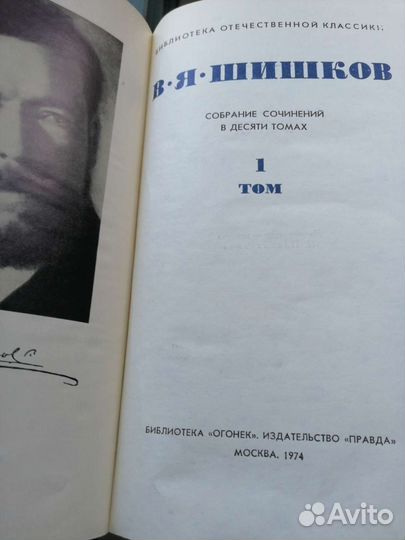 БИБЛИОТЕКА ОТЕЧЕСТВЕННОЙ КЛАССИКИ
В·Я·ШИШКОВ
СОБРАНИЕ СОЧИНЕНИЙ
В ДЕСЯТИ ТОМАХ
1
ТОМ
БИБЛИОТЕКА «ОГОНЕК». ИЗДАТЕЛЬСТВО «ПРАВДА»
МОСКВА. 1974
Avito